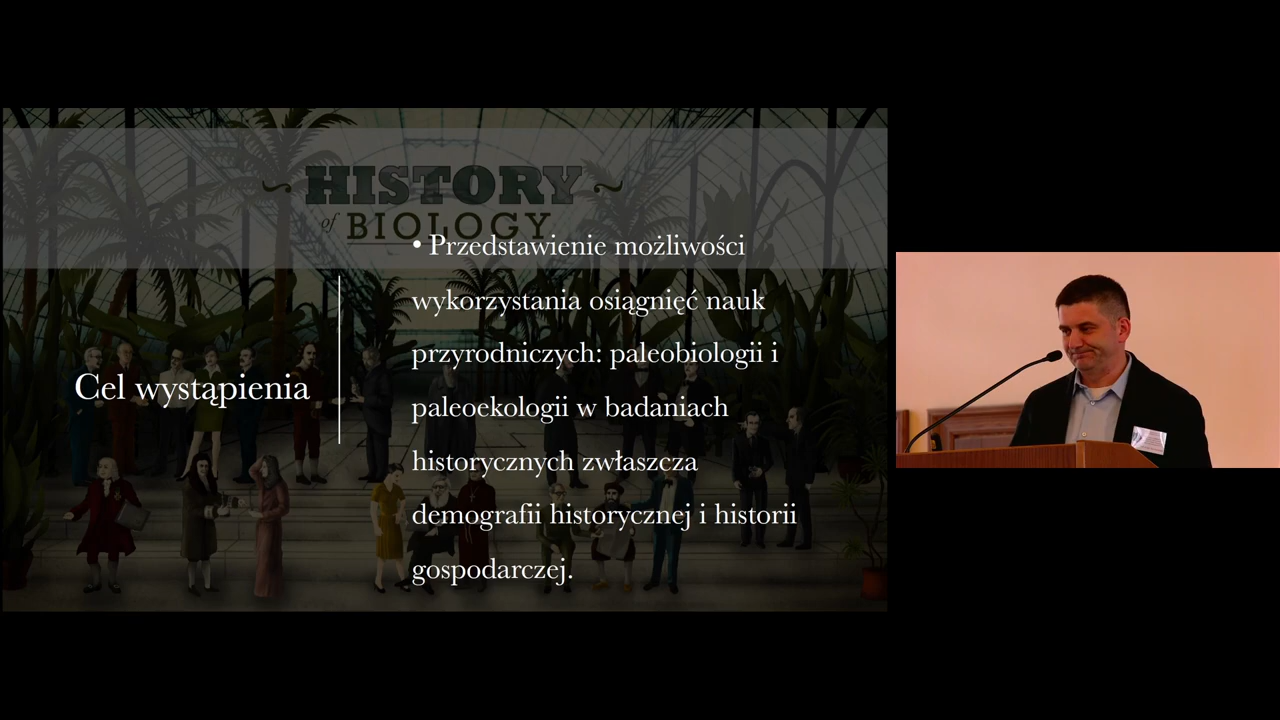 HISTORY
of BIOLOGY
Cel wystąpienia
• Przedstawienie możliwości
wykorzystania osiągnięć nauk
przyrodniczych: paleobiologii i
paleoekologii w badaniach
historycznych zwłaszcza
demografii historycznej i historii
gospodarczej.